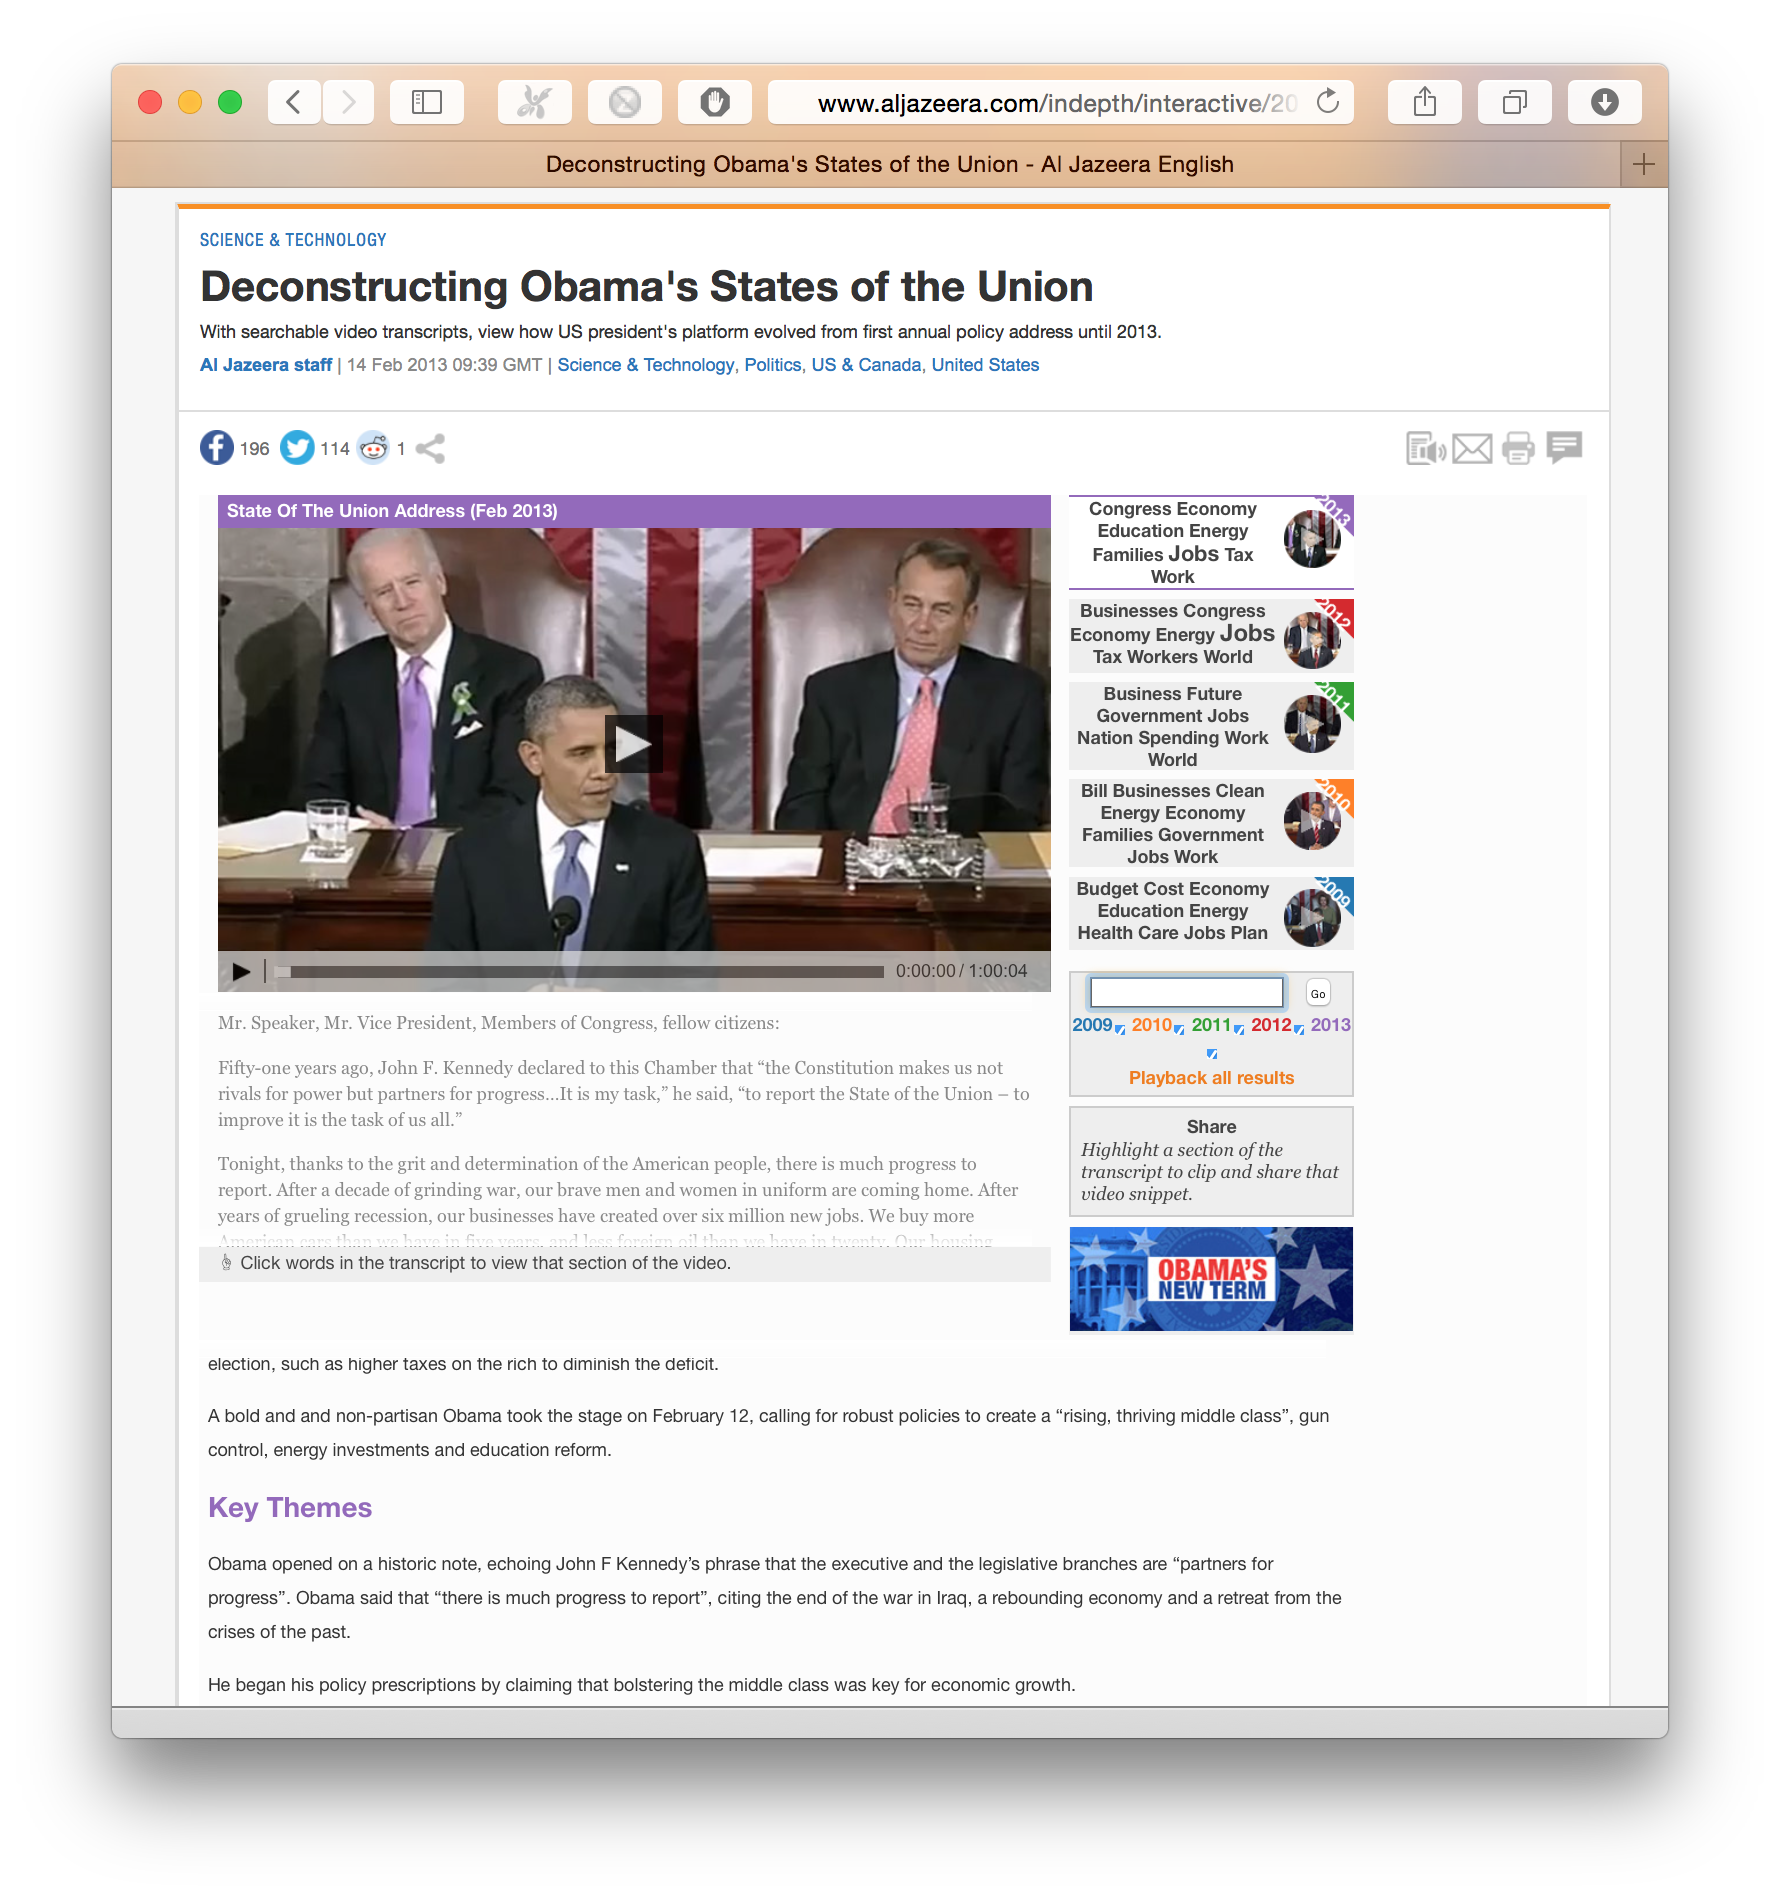 www.aljazeera.com/indepth/interactive/20
Deconstructing Obama's States of the Union - Al Jazeera English
SCIENCE & TECHNOLOGY
Deconstructing Obama's States of the Union
With searchable video transcripts, view how US president's platform evolved from first annual policy address until 2013.
Al Jazeera staff | 14 Feb 2013 09:39 GMT | Science & Technology, Politics, US & Canada, United States
196 114 1
State Of The Union Address (Feb 2013)
0:00:00 / 1:00:04
Mr. Speaker, Mr. Vice President, Members of Congress, fellow citizens:
Fifty-one years ago, John F. Kennedy declared to this Chamber that “the Constitution makes us not
rivals for power but partners for progress...It is my task,” he said, “to report the State of the Union – to
improve it is the task of us all.”
Tonight, thanks to the grit and determination of the American people, there is much progress to
report. After a decade of grinding war, our brave men and women in uniform are coming home. After
years of grueling recession, our businesses have created over six million new jobs. We buy more
American cars than we have in five years, and less foreign oil than we have in twenty. Our housing
Click words in the transcript to view that section of the video.
Congress Economy
Education Energy
Families Jobs Tax
Work
2013
Businesses Congress
Economy Energy Jobs
Tax Workers World
2012
Business Future
Government Jobs
Nation Spending Work
World
2011
Bill Businesses Clean
Energy Economy
Families Government
Jobs Work
2010
Budget Cost Economy
Education Energy
Health Care Jobs Plan
2009
Go
2009 2010 2011 2012 2013
Playback all results
Share
Highlight a section of the
transcript to clip and share that
video snippet.
OBAMA'S
NEW TERM
election, such as higher taxes on the rich to diminish the deficit.
A bold and and non-partisan Obama took the stage on February 12, calling for robust policies to create a “rising, thriving middle class”, gun
control, energy investments and education reform.
Key Themes
Obama opened on a historic note, echoing John F Kennedy’s phrase that the executive and the legislative branches are “partners for
progress”. Obama said that “there is much progress to report”, citing the end of the war in Iraq, a rebounding economy and a retreat from the
crises of the past.
He began his policy prescriptions by claiming that bolstering the middle class was key for economic growth.